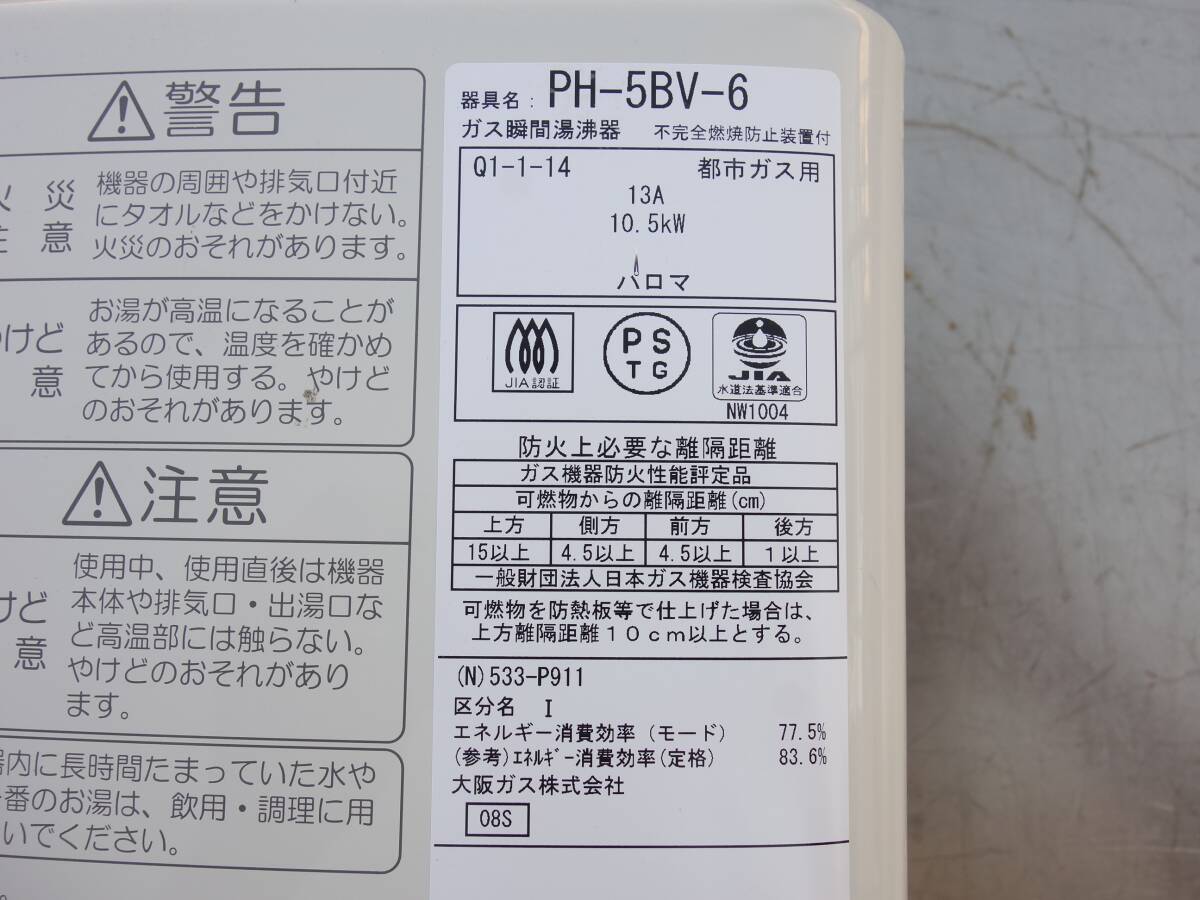 警告
火 災
注 意
機器の周囲や排気口付近
にタオルなどをかけない。
火災のおそれがあります。
けど
意
お湯が高温になることが
あるので、温度を確かめ
てから使用する。やけど
のおそれがあります。
注意
けど
意
使用中、使用直後は機器
本体や排気口・出湯口な
ど高温部には触らない。
やけどのおそれがあり
ます。
器内に長時間たまっていた水や
番のお湯は、飲用・調理に用
いでください。
器具名: PH-5BV-6
ガス瞬間湯沸器 不完全燃焼防止装置付
Q1-1-14 都市ガス用
13A
10.5kW
パロマ
JIA認証
PS
TG
JIA
水道法基準適合
NW1004
防火上必要な離隔距離
ガス機器防火性能評定品
可燃物からの離隔距離(cm)
上方 側方 前方 後方
15以上 4.5以上 4.5以上 1以上
一般財団法人日本ガス機器検査協会
可燃物を防熱板等で仕上げた場合は、
上方離隔距離10cm以上とする。
(N)533-P911
区分名 I
エネルギー消費効率(モード) 77.5%
(参考)エネルギー消費効率(定格) 83.6%
大阪ガス株式会社
08S